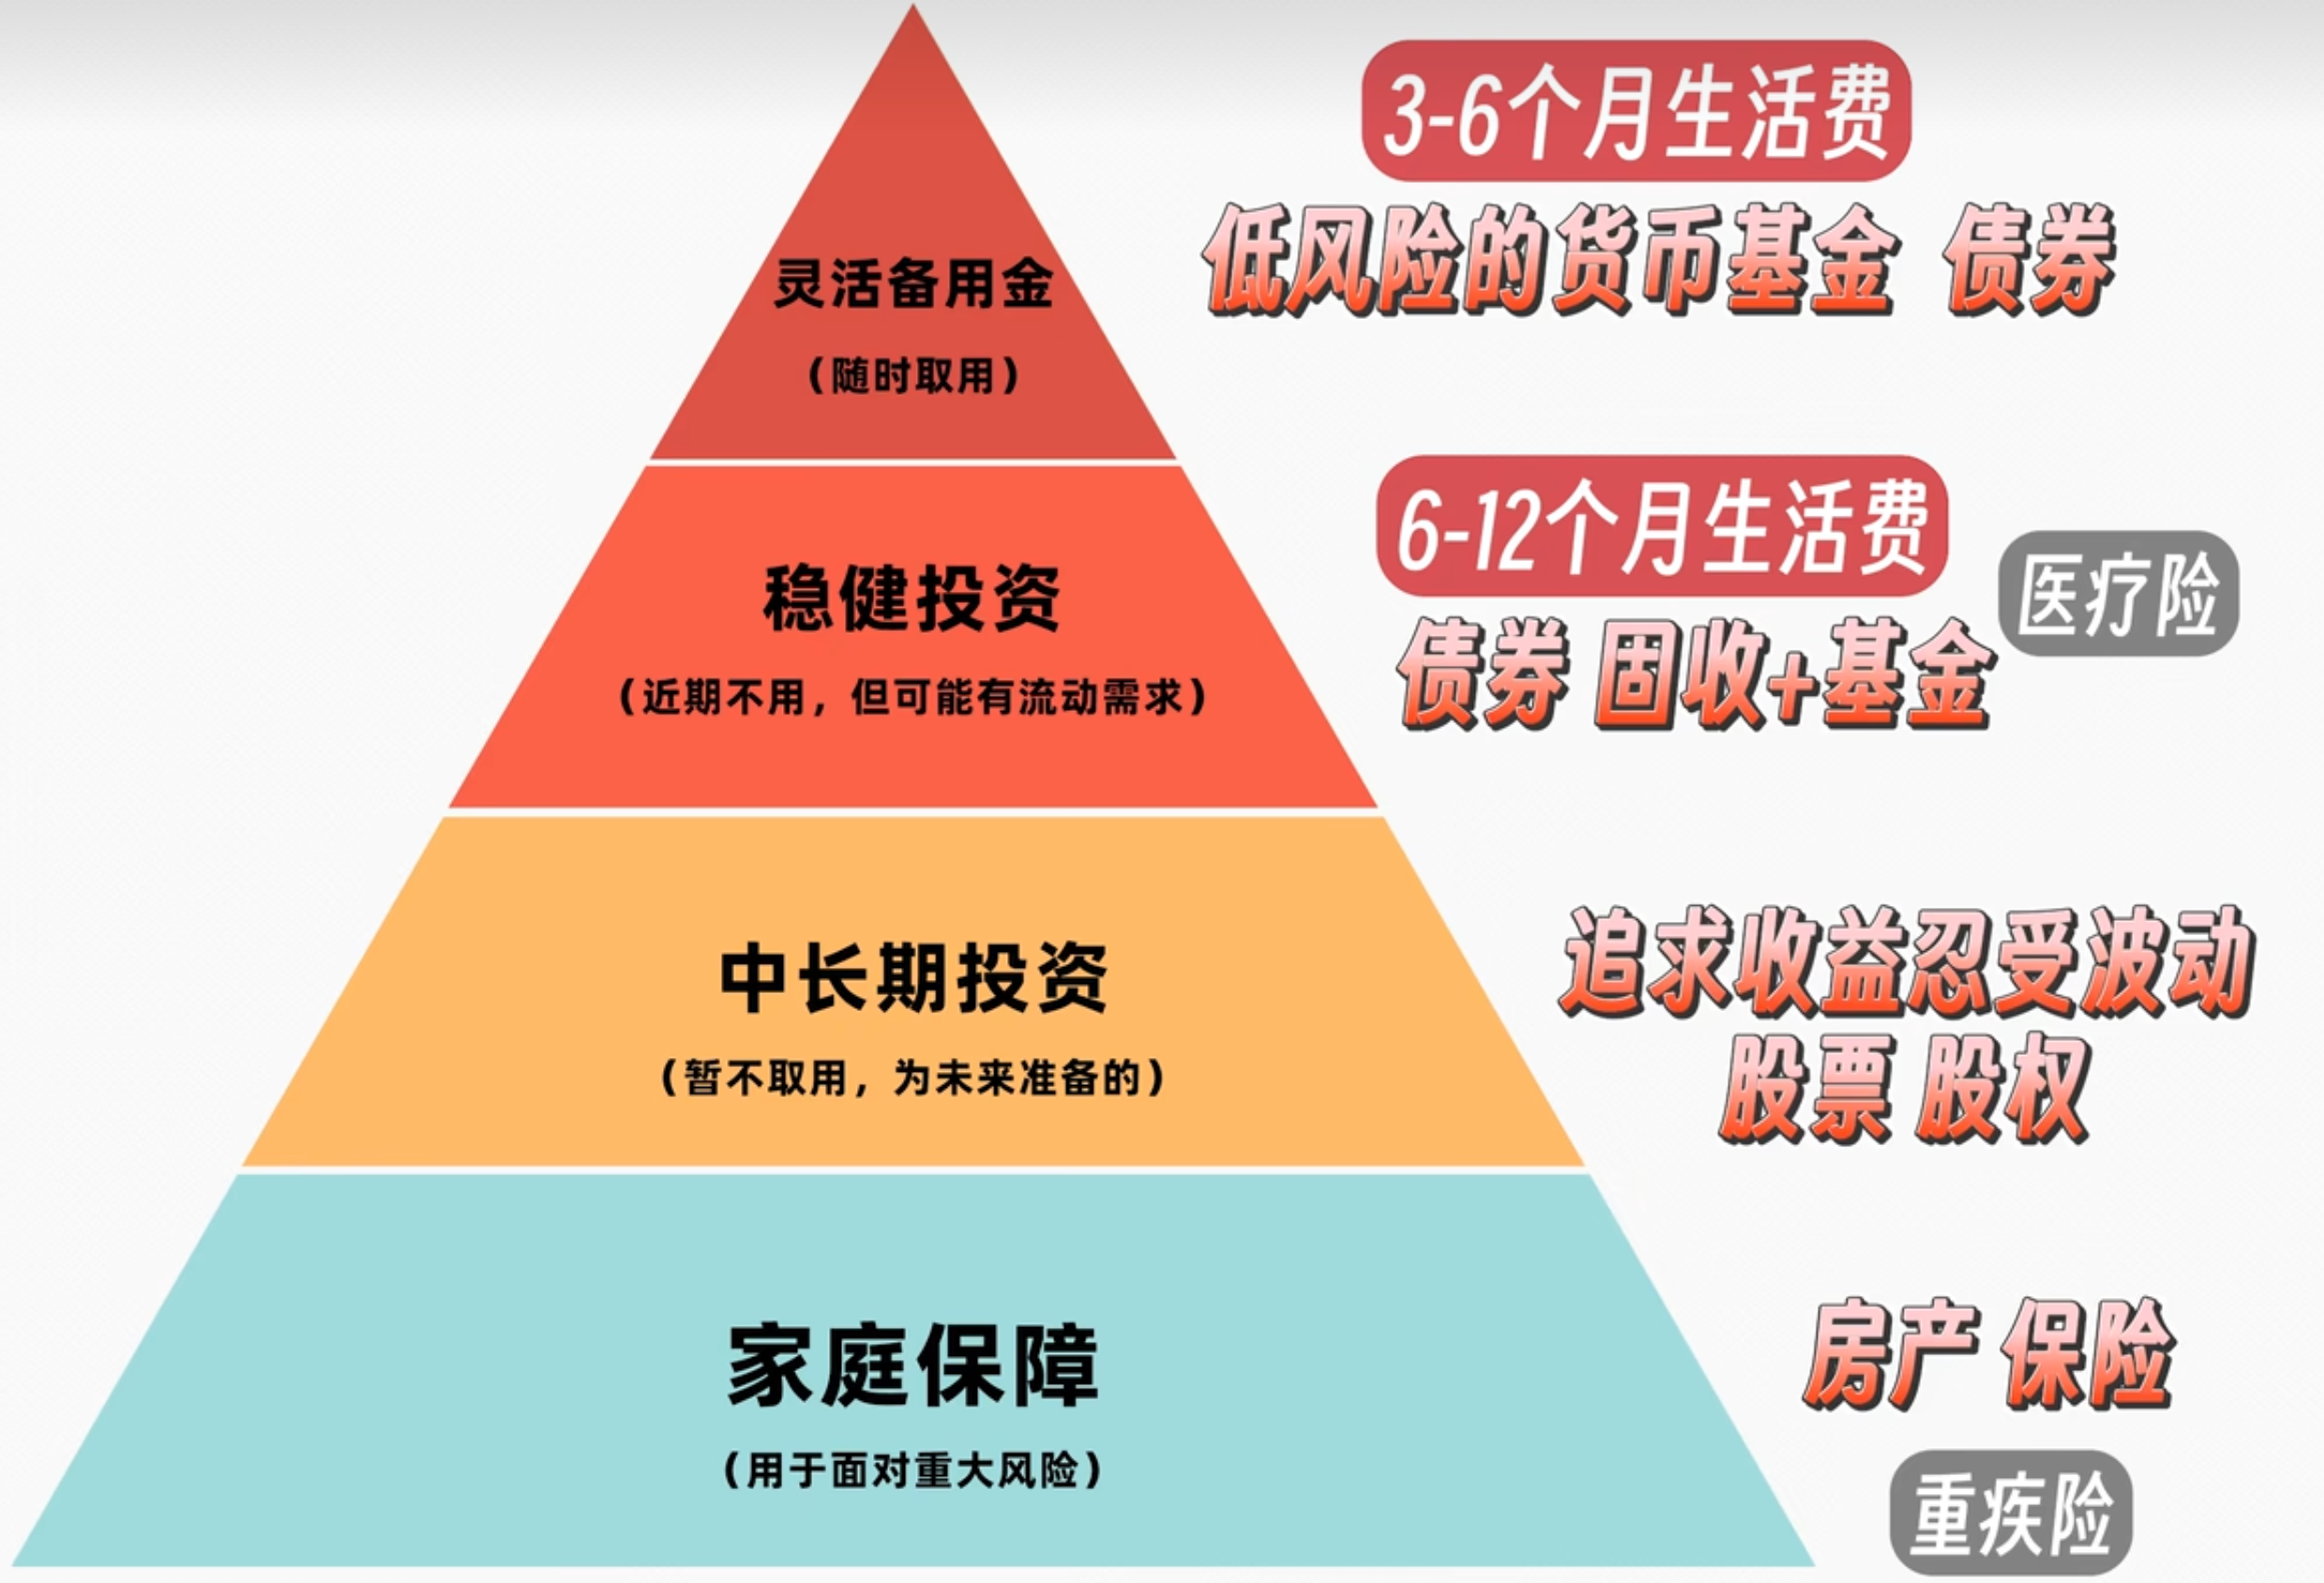 3-6个月生活费
低风险的货币基金 债券
灵活备用金
(随时取用)
6-12个月生活费
医疗险
债券 固收+基金
稳健投资
(近期不用，但可能有流动需求)
追求收益忍受波动
股票 股权
中长期投资
(暂不取用，为未来准备的)
房产 保险
家庭保障
(用于面对重大风险)
重疾险